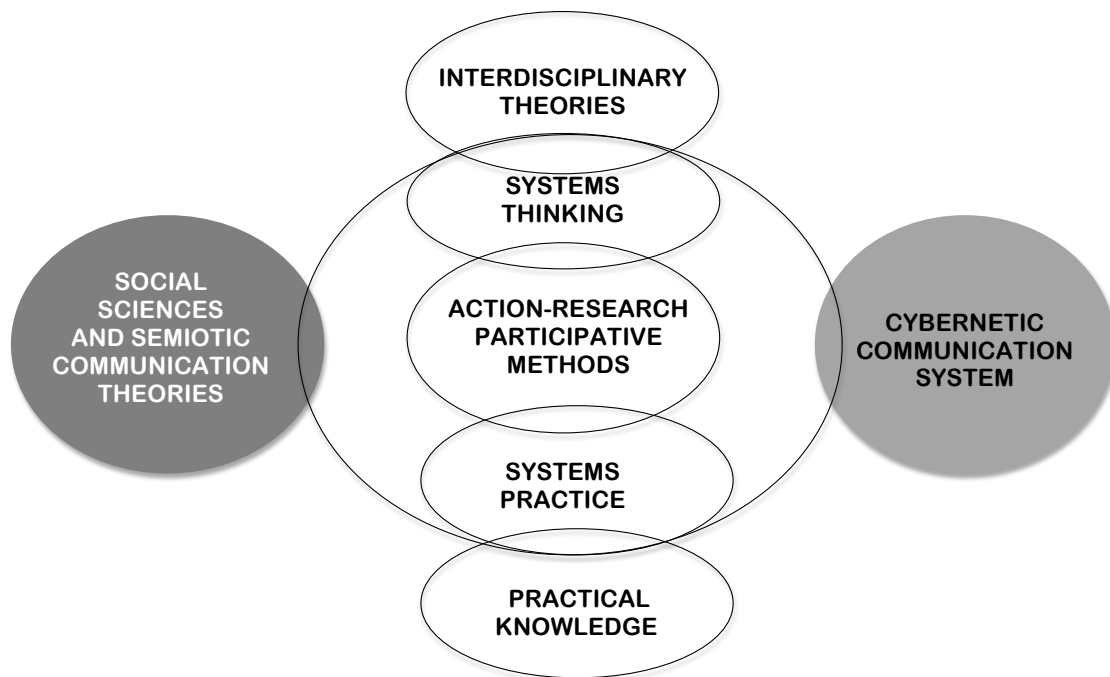 INTERDISCIPLINARY
THEORIES
SYSTEMS
THINKING
SOCIAL
SCIENCES
AND SEMIOTIC
COMMUNICATION
THEORIES
ACTION-RESEARCH
PARTICIPATIVE
METHODS
CYBERNETIC
COMMUNICATION
SYSTEM
SYSTEMS
PRACTICE
PRACTICAL
KNOWLEDGE